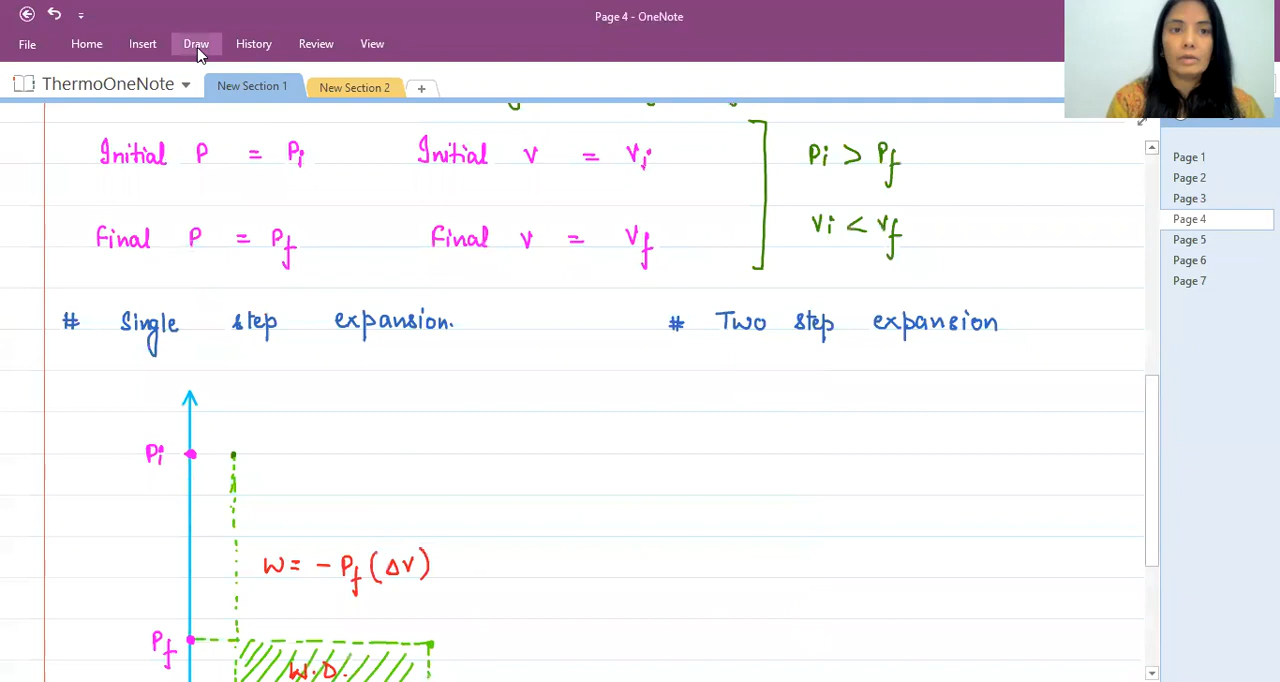 Page 4 - OneNote
File Home Insert Draw History Review View
ThermoOneNote New Section 1 New Section 2 +
Initial P = Pi Initial V = Vi Pi > Pf
Final P = Pf Final V = Vf Vi < Vf
# Single step expansion. # Two step expansion
Pi
W = - Pf (ΔV)
Pf
W.D.
Page 1
Page 2
Page 3
Page 4
Page 5
Page 6
Page 7